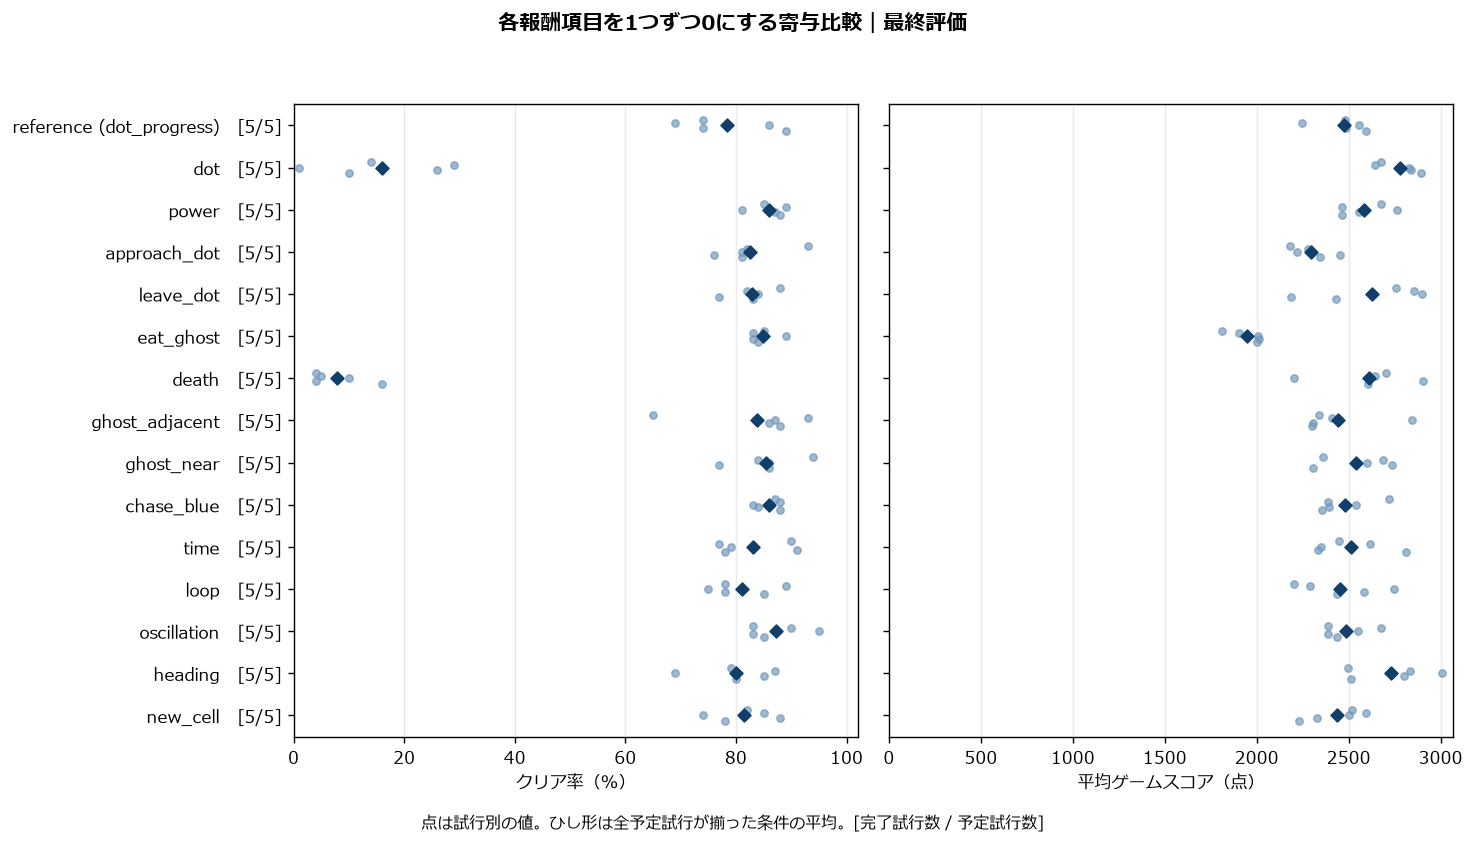 各報酬項目を1つずつ0にする寄与比較｜最終評価
reference (dot_progress) [5/5]
dot [5/5]
power [5/5]
approach_dot [5/5]
leave_dot [5/5]
eat_ghost [5/5]
death [5/5]
ghost_adjacent [5/5]
ghost_near [5/5]
chase_blue [5/5]
time [5/5]
loop [5/5]
oscillation [5/5]
heading [5/5]
new_cell [5/5]
0 20 40 60 80 100
クリア率（%）
0 500 1000 1500 2000 2500 3000
平均ゲームスコア（点）
点は試行別の値。ひし形は全予定試行が揃った条件の平均。[完了試行数 / 予定試行数]